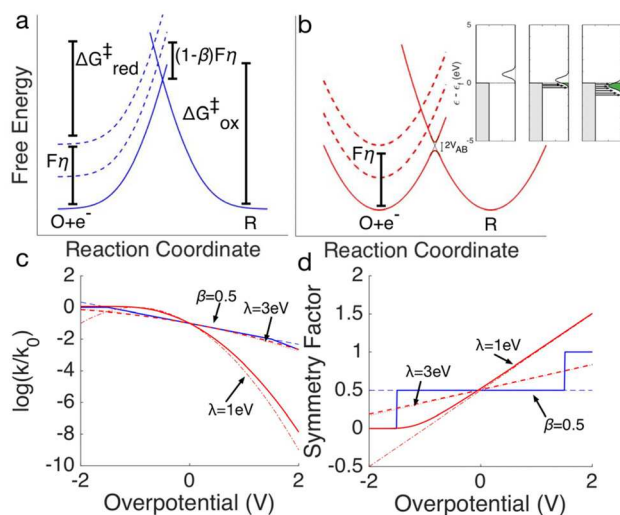 a
ΔG‡red
(1-β)Fη
ΔG‡ox
Fη
O+e-
R
Free Energy
Reaction Coordinate
b
Fη
2VAB
O+e-
R
Reaction Coordinate
ϵ - ϵf (eV)
5
0
-5
c
β=0.5
λ=3eV
λ=1eV
log(k/k0)
2
0
-2
-4
-6
-8
-10
-2
0
2
Overpotential (V)
d
λ=1eV
λ=3eV
β=0.5
Symmetry Factor
2
1.5
1
0.5
0
-0.5
-2
0
2
Overpotential (V)